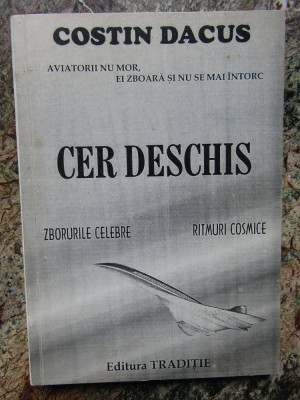 COSTIN DACUS
AVIATORII NU MOR,
EI ZBOARĂ ȘI NU SE MAI ÎNTORC
CER DESCHIS
ZBORURILE CELEBRE
RITMURI COSMICE
Editura TRADIȚIE